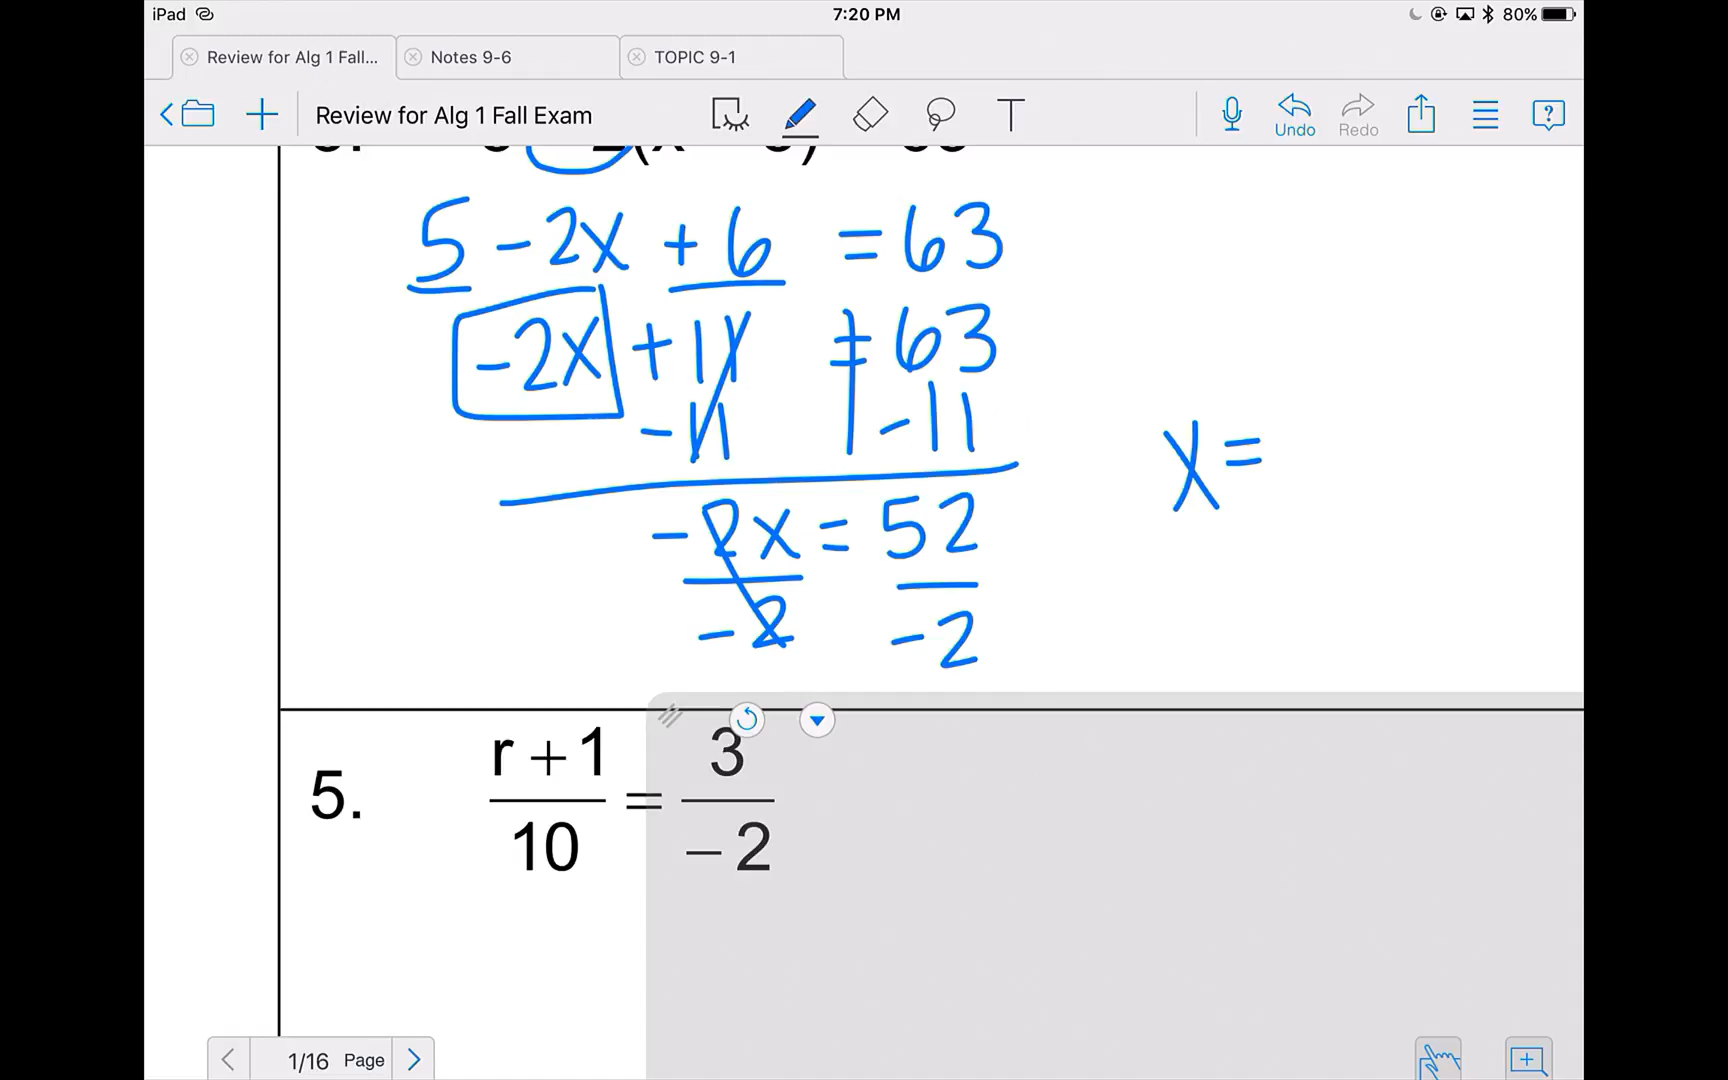 iPad 7:20 PM 80%
Review for Alg 1 Fall... Notes 9-6 TOPIC 9-1
Review for Alg 1 Fall Exam T Undo Redo
5 - 2x + 6 = 63
-2x + 11 = 63
-11 -11
x =
-2x = 52
-2 -2
5. r + 1 = 3
10 -2
1/16 Page